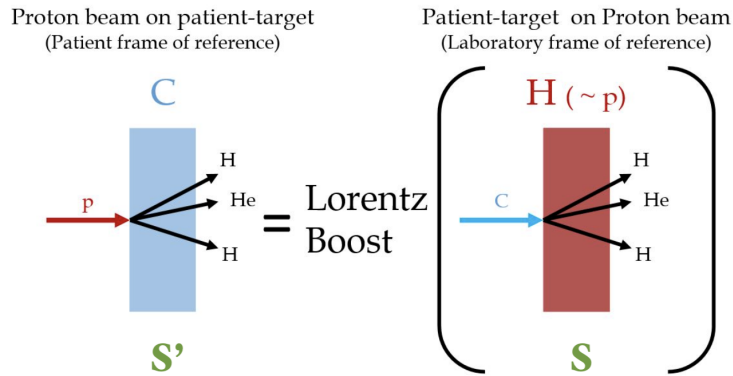 Proton beam on patient-target
(Patient frame of reference)
C
p
H
He
H
S'
= Lorentz
Boost
Patient-target on Proton beam
(Laboratory frame of reference)
H ( ~ p)
C
H
He
H
S